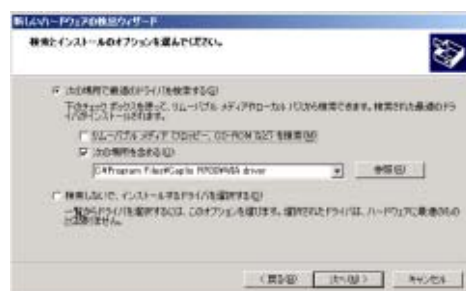 新しいハードウェアの検出ウィザード
検索とインストールのオプションを選んでください。
次の場所で最適のドライバを検索する(S)
下のチェック ボックスを使って、リムーバブル メディアやローカル パスから検索できます。検索された最適のドラ
イバがインストールされます。
リムーバブル メディア (フロッピー、CD-ROM など) を検索(M)
次の場所を含める(O)
C:¥Program Files¥Caplio driver
参照(R)
検索しないで、インストールするドライバを選択する(D)
一覧からドライバを選択するには、このオプションを選びます。選択されたドライバは、ハードウェアに最適のもの
とは限りません。
< 戻る(B)
次へ(N) >
キャンセル